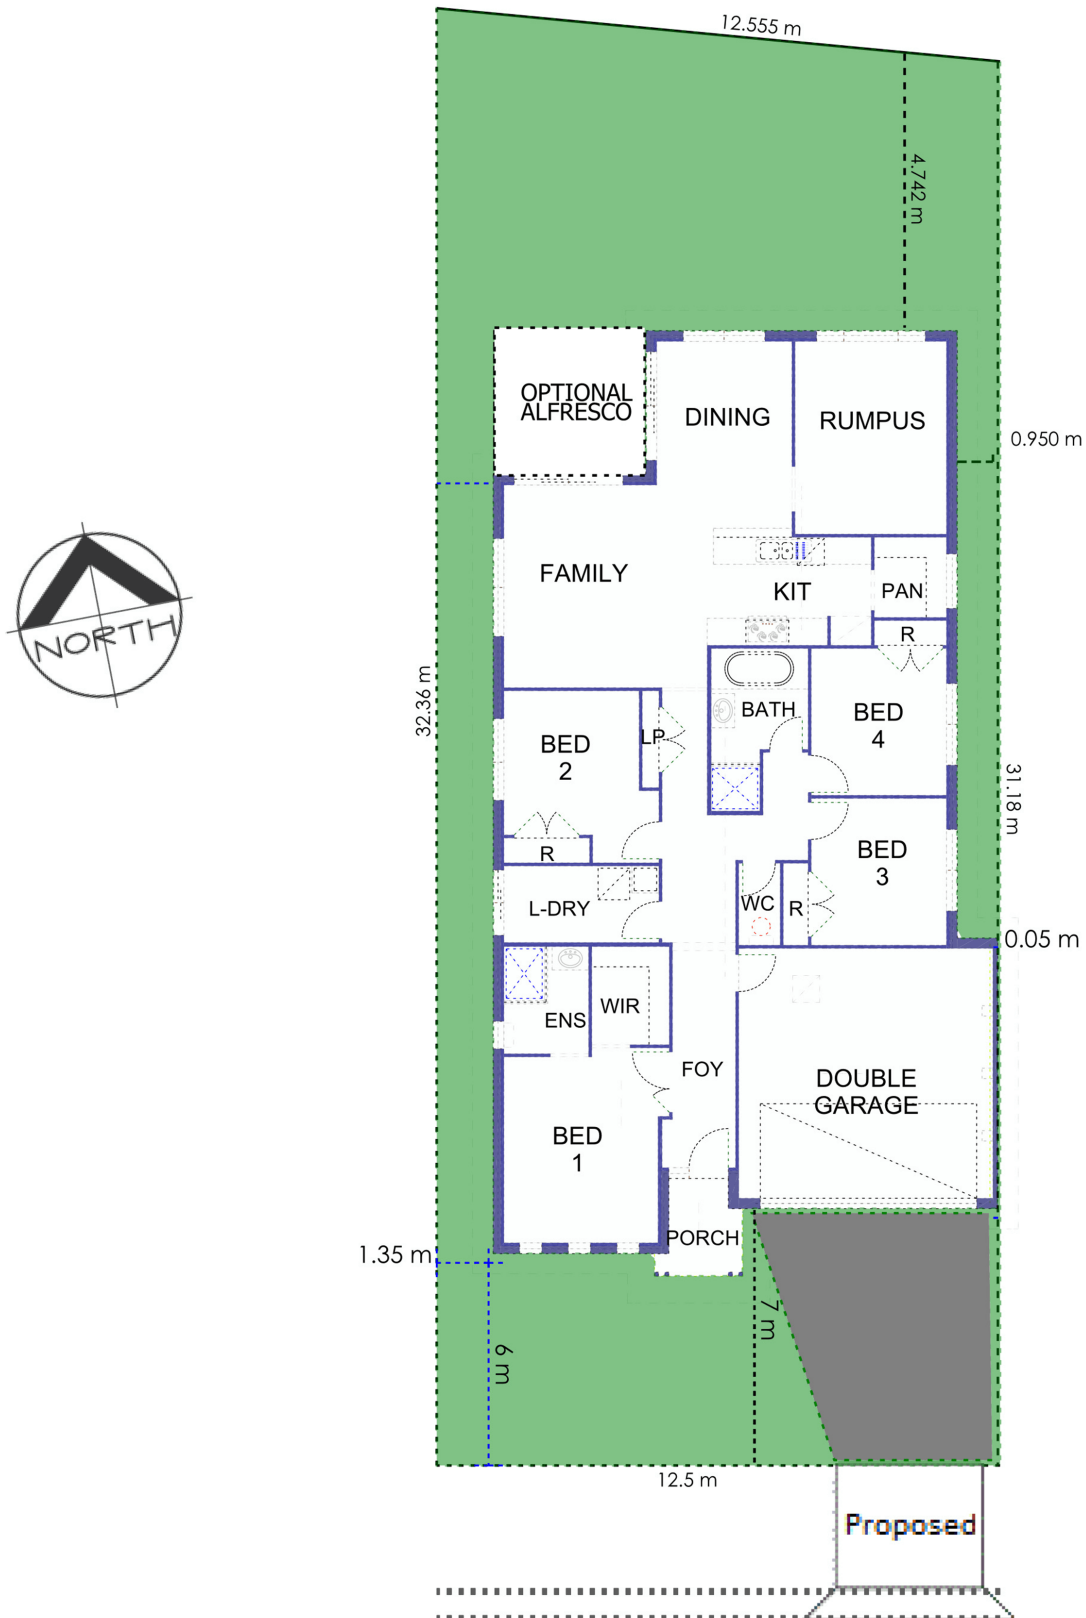 12.555 m
4.742 m
OPTIONAL
ALFRESCO
DINING
RUMPUS
0.950 m
NORTH
FAMILY
KIT
PAN
R
32.36 m
BATH
BED
4
LP
BED
2
31.18 m
R
BED
3
L-DRY
WC
R
0.05 m
ENS
WIR
FOY
DOUBLE
GARAGE
BED
1
PORCH
1.35 m
7 m
6 m
12.5 m
Proposed